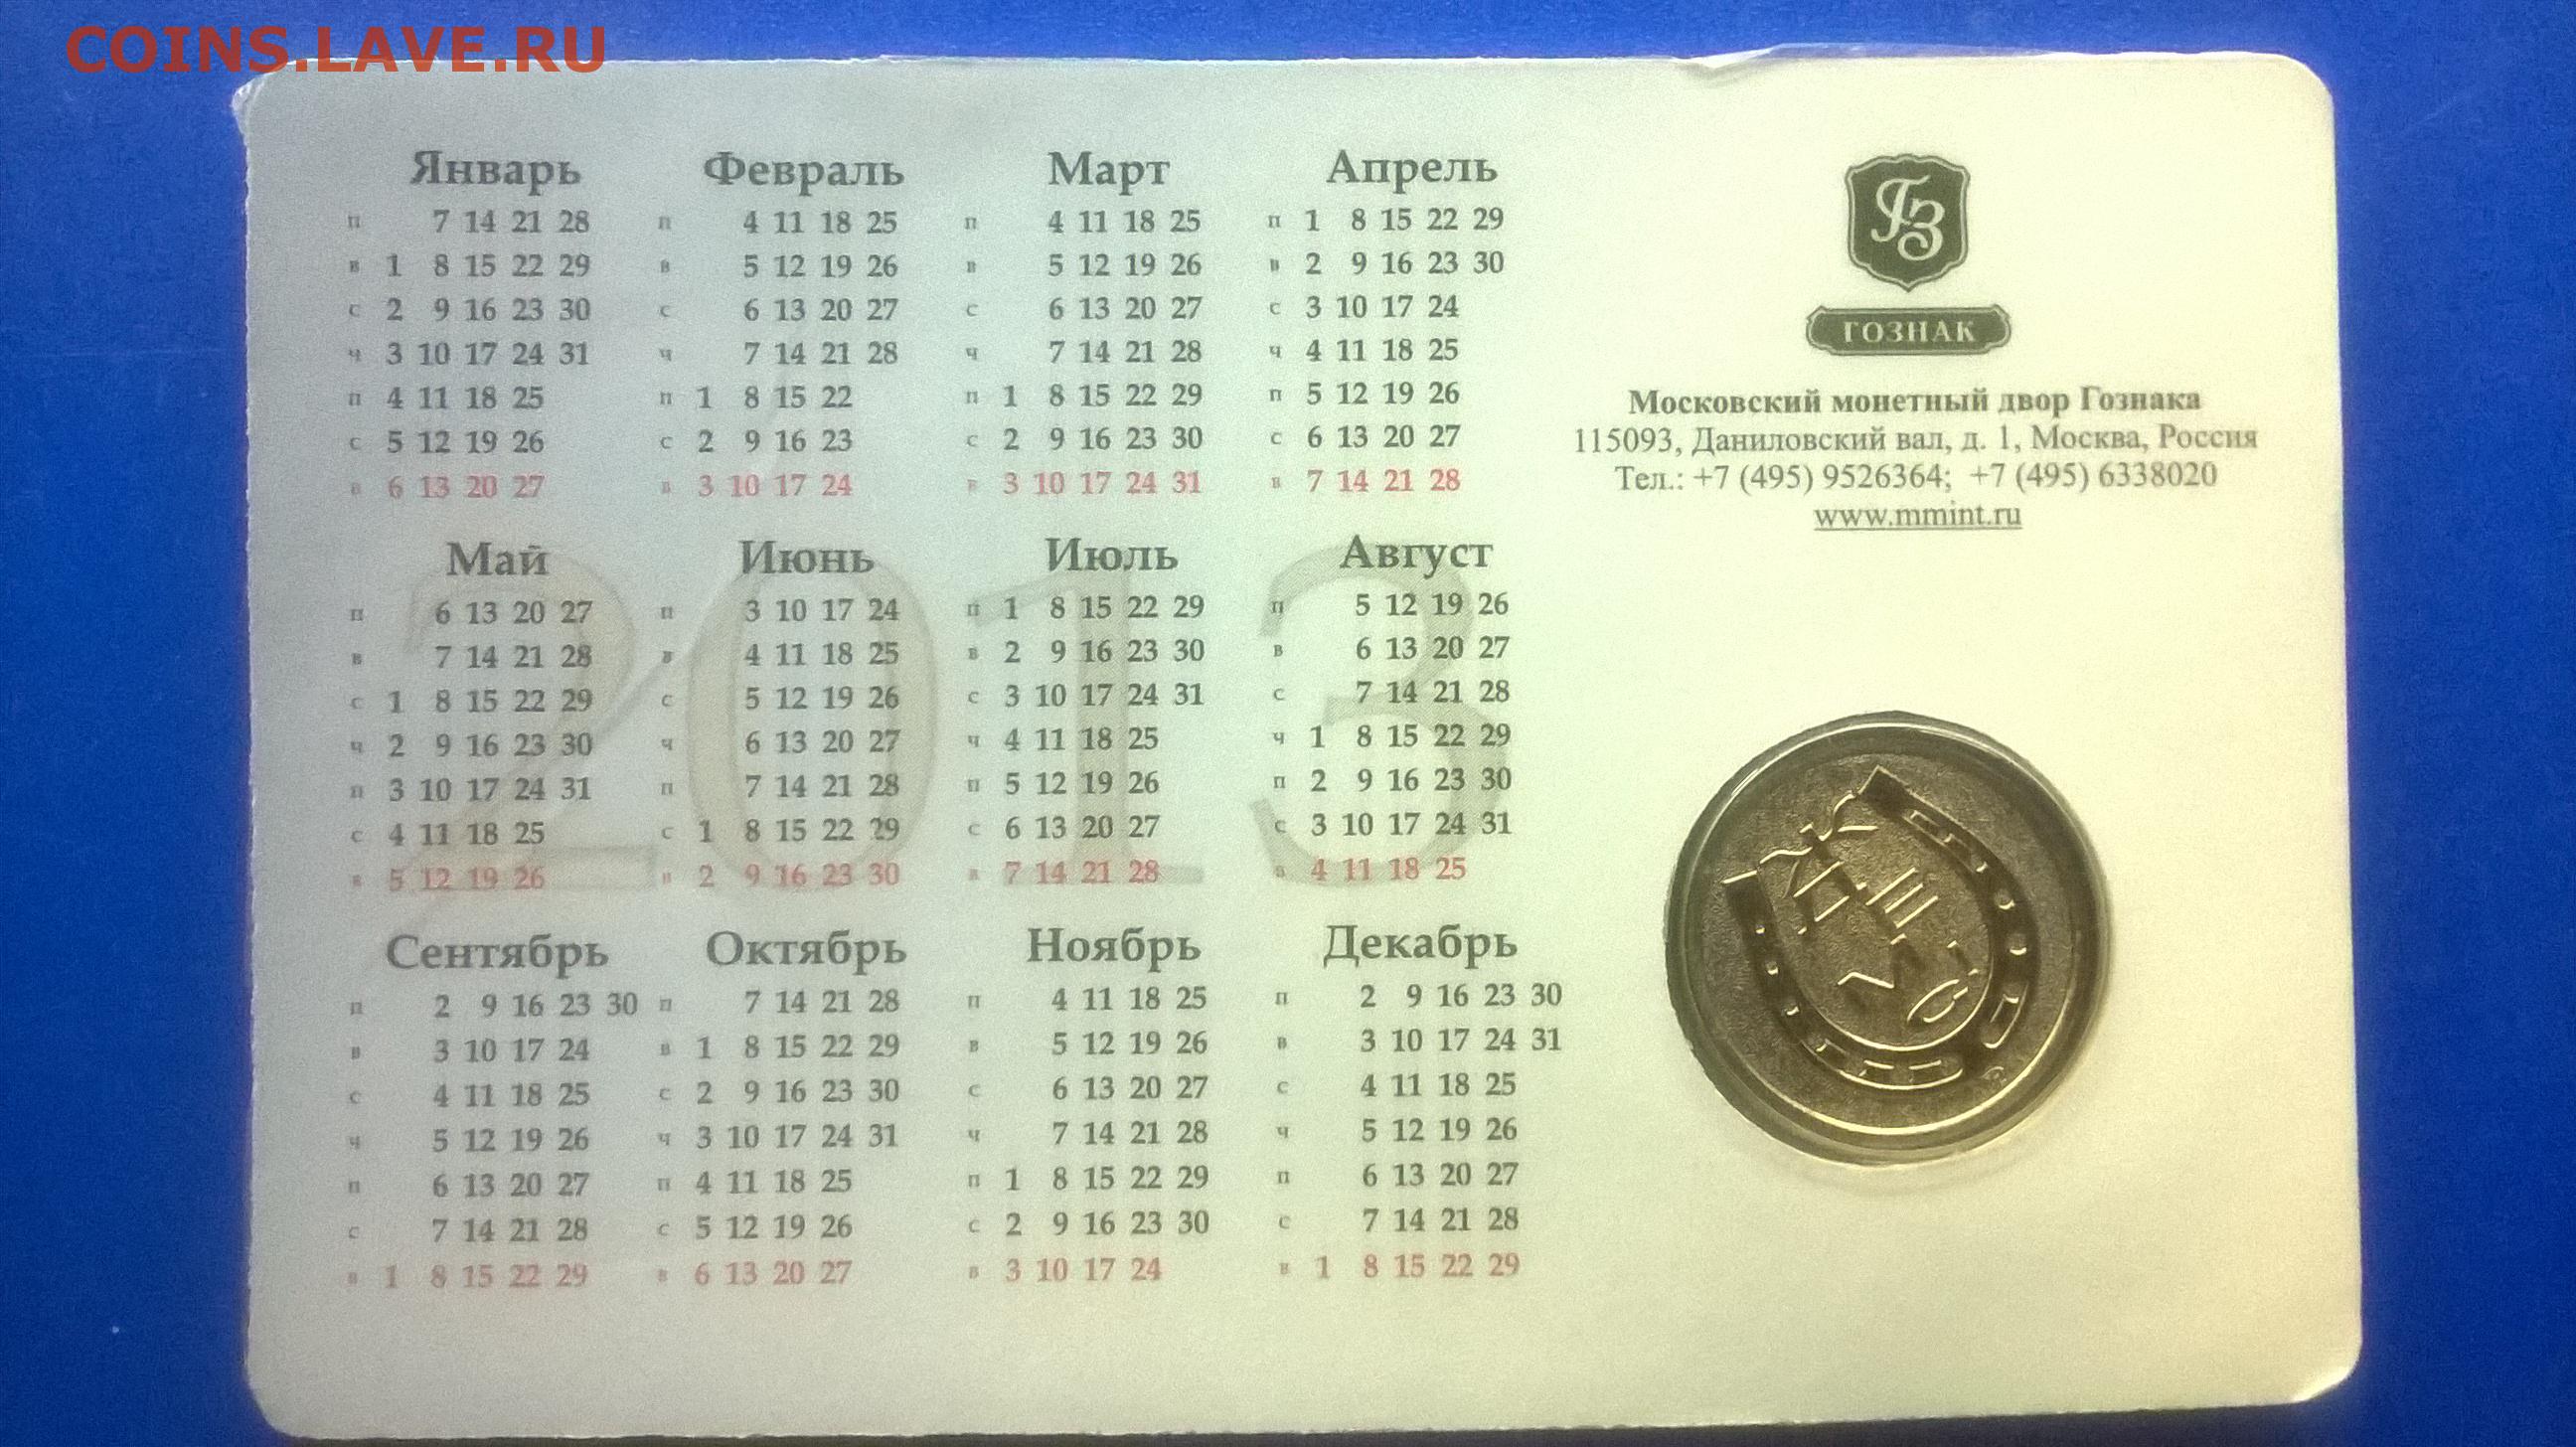 COINS.LAVE.RU
Январь Февраль Март Апрель
п 7 14 21 28 п 4 11 18 25 п 4 11 18 25 п 1 8 15 22 29
в 1 8 15 22 29 в 5 12 19 26 в 5 12 19 26 в 2 9 16 23 30
с 2 9 16 23 30 с 6 13 20 27 с 6 13 20 27 с 3 10 17 24
ч 3 10 17 24 31 ч 7 14 21 28 ч 7 14 21 28 ч 4 11 18 25
п 4 11 18 25 п 1 8 15 22 п 1 8 15 22 29 п 5 12 19 26
с 5 12 19 26 с 2 9 16 23 с 2 9 16 23 30 с 6 13 20 27
в 6 13 20 27 в 3 10 17 24 в 3 10 17 24 31 в 7 14 21 28
2013
Май Июнь Июль Август
п 6 13 20 27 п 3 10 17 24 п 1 8 15 22 29 п 5 12 19 26
в 7 14 21 28 в 4 11 18 25 в 2 9 16 23 30 в 6 13 20 27
с 1 8 15 22 29 с 5 12 19 26 с 3 10 17 24 31 с 7 14 21 28
ч 2 9 16 23 30 ч 6 13 20 27 ч 4 11 18 25 ч 1 8 15 22 29
п 3 10 17 24 31 п 7 14 21 28 п 5 12 19 26 п 2 9 16 23 30
с 4 11 18 25 с 1 8 15 22 29 с 6 13 20 27 с 3 10 17 24 31
в 5 12 19 26 в 2 9 16 23 30 в 7 14 21 28 в 4 11 18 25
Сентябрь Октябрь Ноябрь Декабрь
п 2 9 16 23 30 п 7 14 21 28 п 4 11 18 25 п 2 9 16 23 30
в 3 10 17 24 в 1 8 15 22 29 в 5 12 19 26 в 3 10 17 24 31
с 4 11 18 25 с 2 9 16 23 30 с 6 13 20 27 с 4 11 18 25
ч 5 12 19 26 ч 3 10 17 24 31 ч 7 14 21 28 ч 5 12 19 26
п 6 13 20 27 п 4 11 18 25 п 1 8 15 22 29 п 6 13 20 27
с 7 14 21 28 с 5 12 19 26 с 2 9 16 23 30 с 7 14 21 28
в 1 8 15 22 29 в 6 13 20 27 в 3 10 17 24 в 1 8 15 22 29
ГЗ
ГОЗНАК
Московский монетный двор Гознака
115093, Даниловский вал, д. 1, Москва, Россия
Тел.: +7 (495) 9526364; +7 (495) 6338020
www.mmint.ru